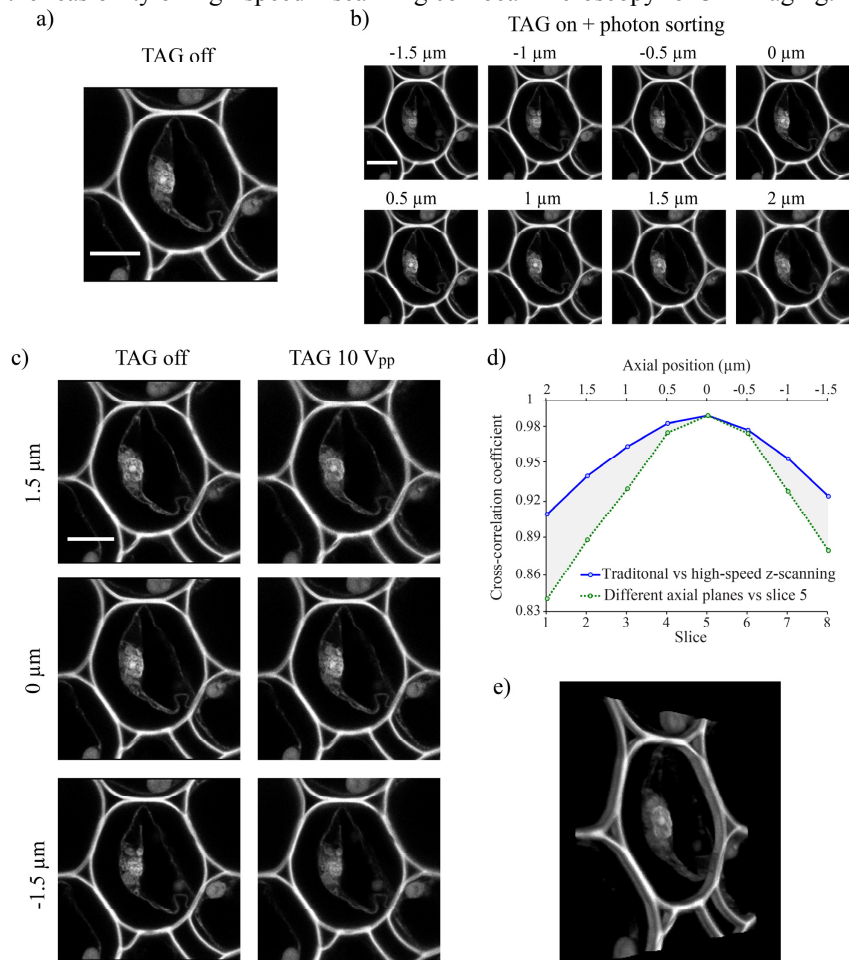 a)
TAG off
b)
TAG on + photon sorting
-1.5 µm
-1 µm
-0.5 µm
0 µm
0.5 µm
1 µm
1.5 µm
2 µm
c)
TAG off
TAG 10 Vpp
1.5 µm
0 µm
-1.5 µm
d)
Axial position (µm)
2 1.5 1 0.5 0 -0.5 -1 -1.5
Cross-correlation coefficient
1
0.98
0.95
0.92
0.89
0.86
0.83
Traditonal vs high-speed z-scanning
Different axial planes vs slice 5
1 2 3 4 5 6 7 8
Slice
e)